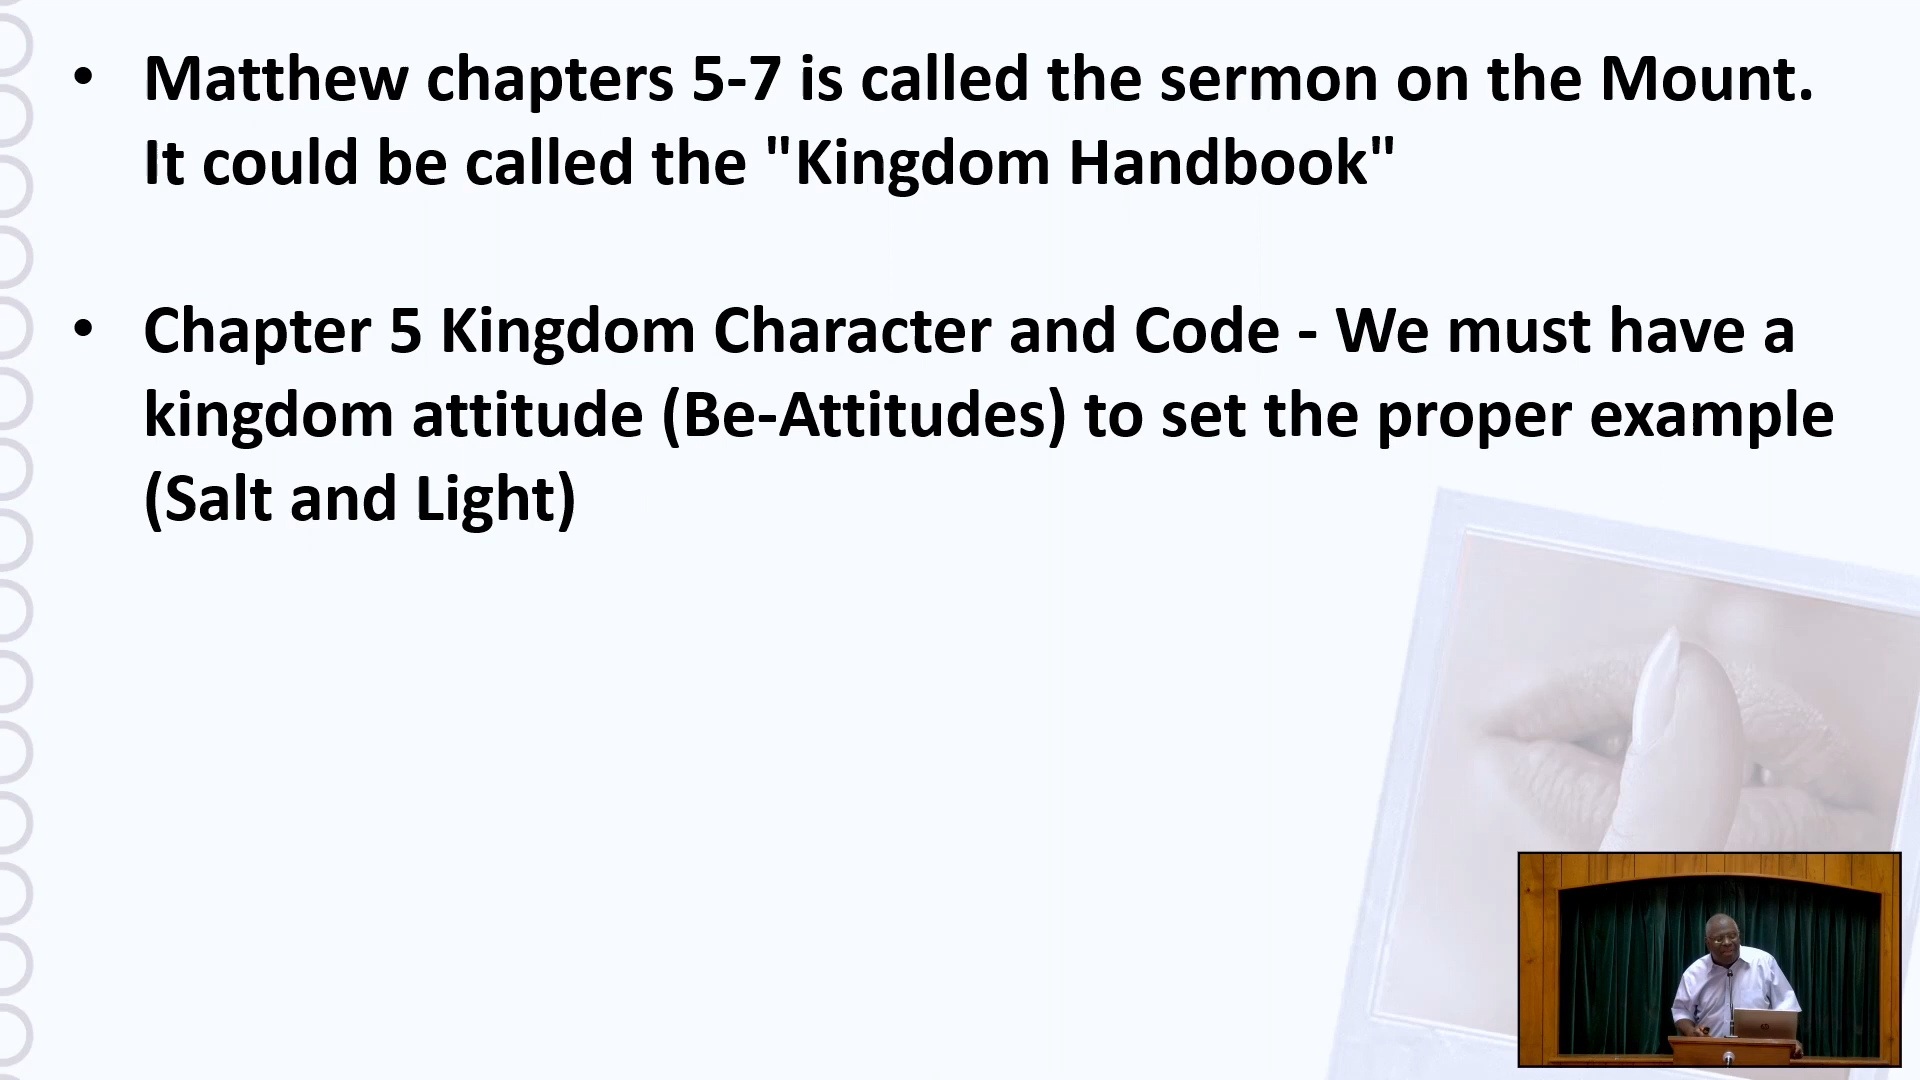 • Matthew chapters 5-7 is called the sermon on the Mount.
It could be called the "Kingdom Handbook"
• Chapter 5 Kingdom Character and Code - We must have a
kingdom attitude (Be-Attitudes) to set the proper example
(Salt and Light)